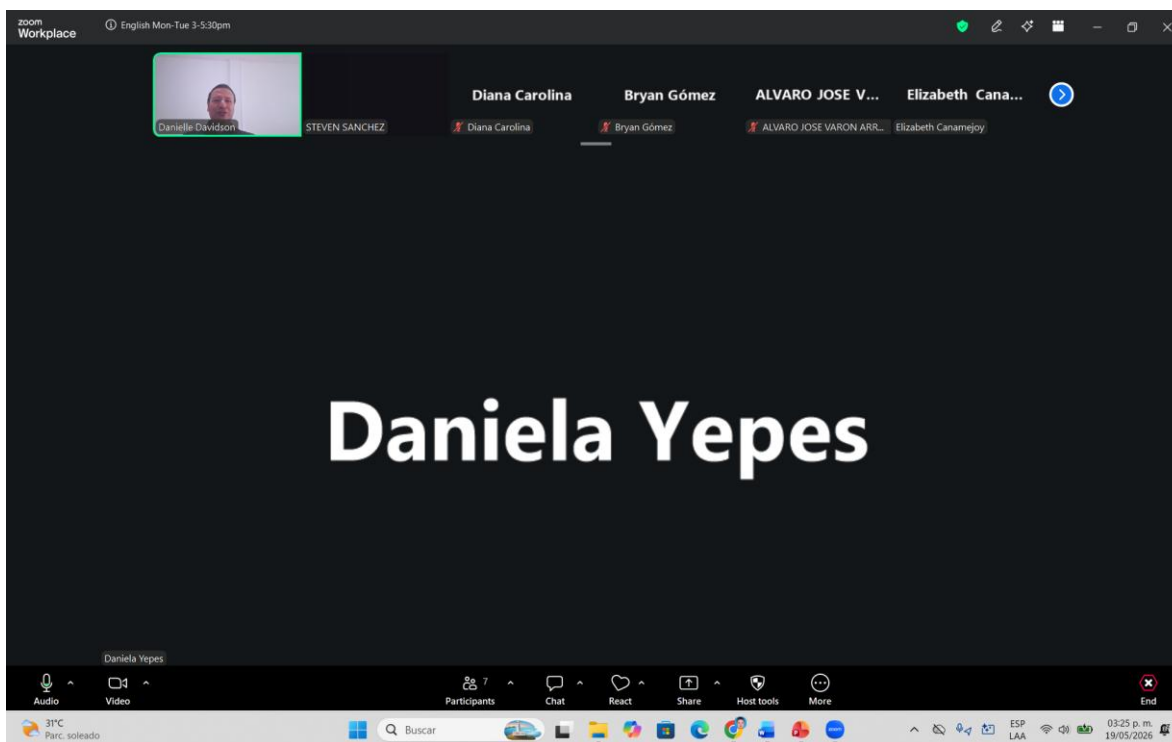 zoom
Workplace
English Mon-Tue 3-5:30pm
Danielle Davidson
STEVEN SANCHEZ
Diana Carolina
Diana Carolina
Bryan Gómez
Bryan Gómez
ALVARO JOSE V...
ALVARO JOSE VARON ARR...
Elizabeth Cana...
Elizabeth Canamejoy
Daniela Yepes
Daniela Yepes
Audio
Video
7
Participants
Chat
React
Share
Host tools
More
End
31°C
Parc. soleado
Buscar
ESP
LAA
03:25 p. m.
19/05/2026